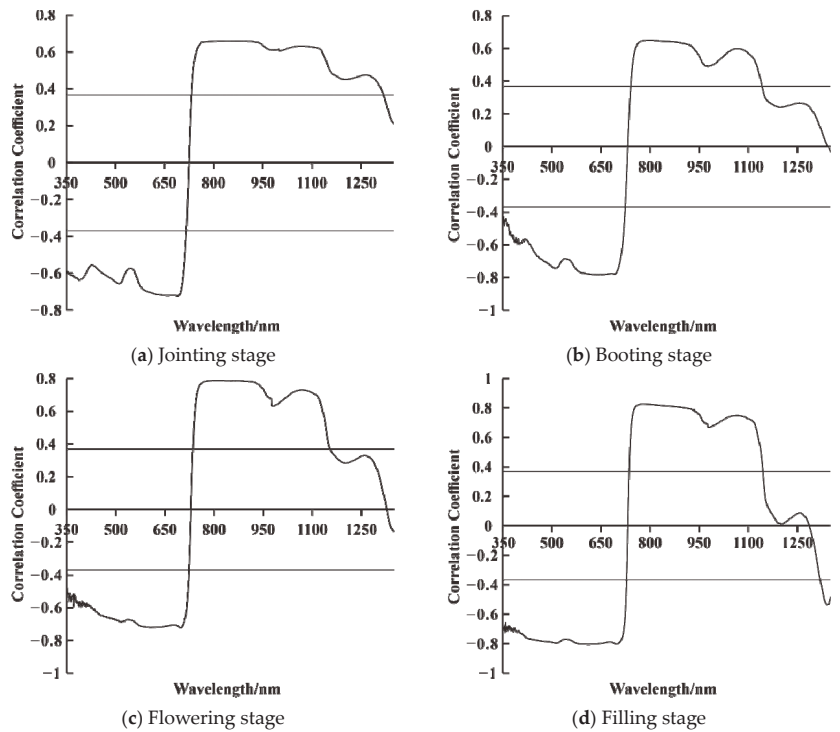 0.8
0.6
0.4
0.2
0
−0.2
−0.4
−0.6
−0.8
350 500 650 800 950 1100 1250
Correlation Coefficient
Wavelength/nm
(a) Jointing stage
0.8
0.6
0.4
0.2
0
−0.2
−0.4
−0.6
−0.8
−1
350 500 650 800 950 1100 1250
Correlation Coefficient
Wavelength/nm
(b) Booting stage
0.8
0.6
0.4
0.2
0
−0.2
−0.4
−0.6
−0.8
−1
350 500 650 800 950 1100 1250
Correlation Coefficient
Wavelength/nm
(c) Flowering stage
1
0.8
0.6
0.4
0.2
0
−0.2
−0.4
−0.6
−0.8
−1
350 500 650 800 950 1100 1250
Correlation Coefficient
Wavelength/nm
(d) Filling stage